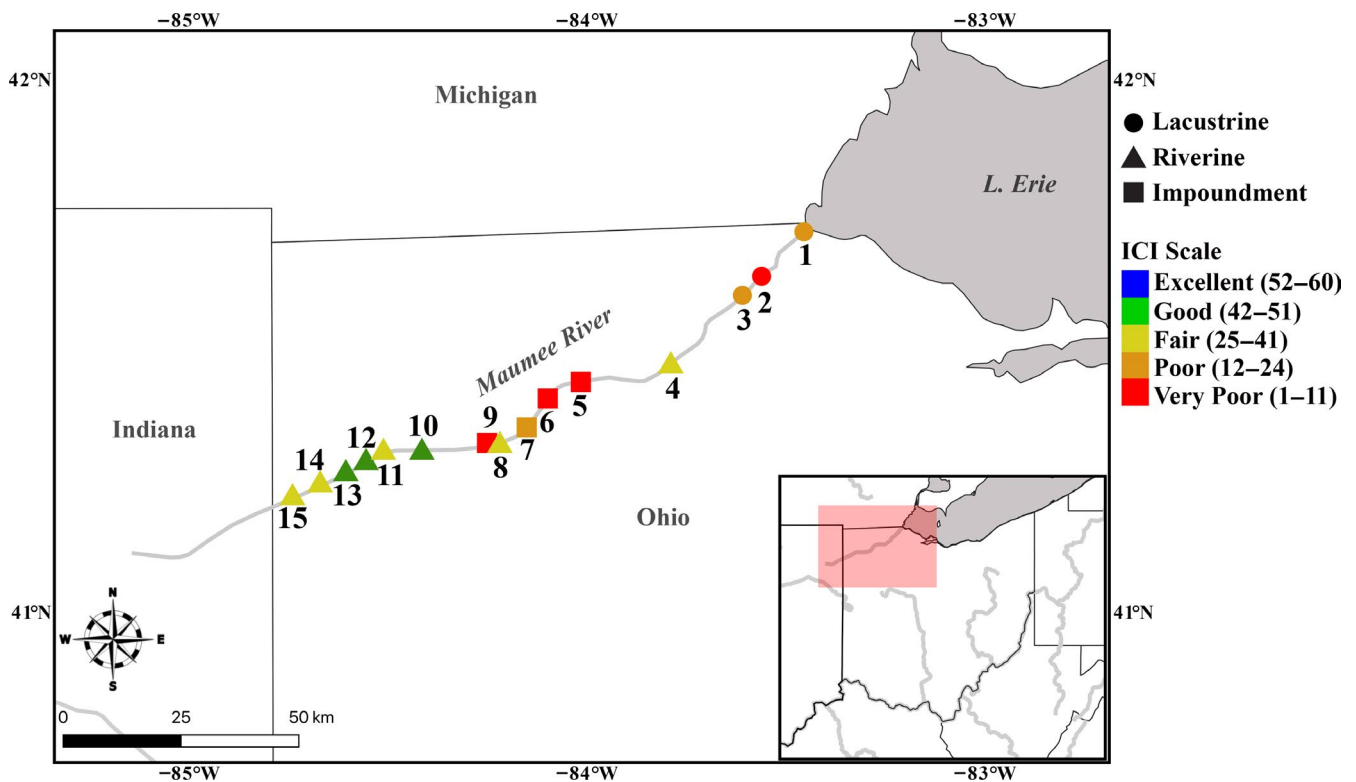 −85°W −84°W −83°W
42°N 42°N
Michigan
Lacustrine
Riverine
Impoundment
L. Erie
ICI Scale
Excellent (52–60)
Good (42–51)
Fair (25–41)
Poor (12–24)
Very Poor (1–11)
1
2
3
Maumee River
4
5
6
7
8
9
10
11
12
13
14
15
Indiana
Ohio
41°N 41°N
N
W E
S
0 25 50 km
−85°W −84°W −83°W